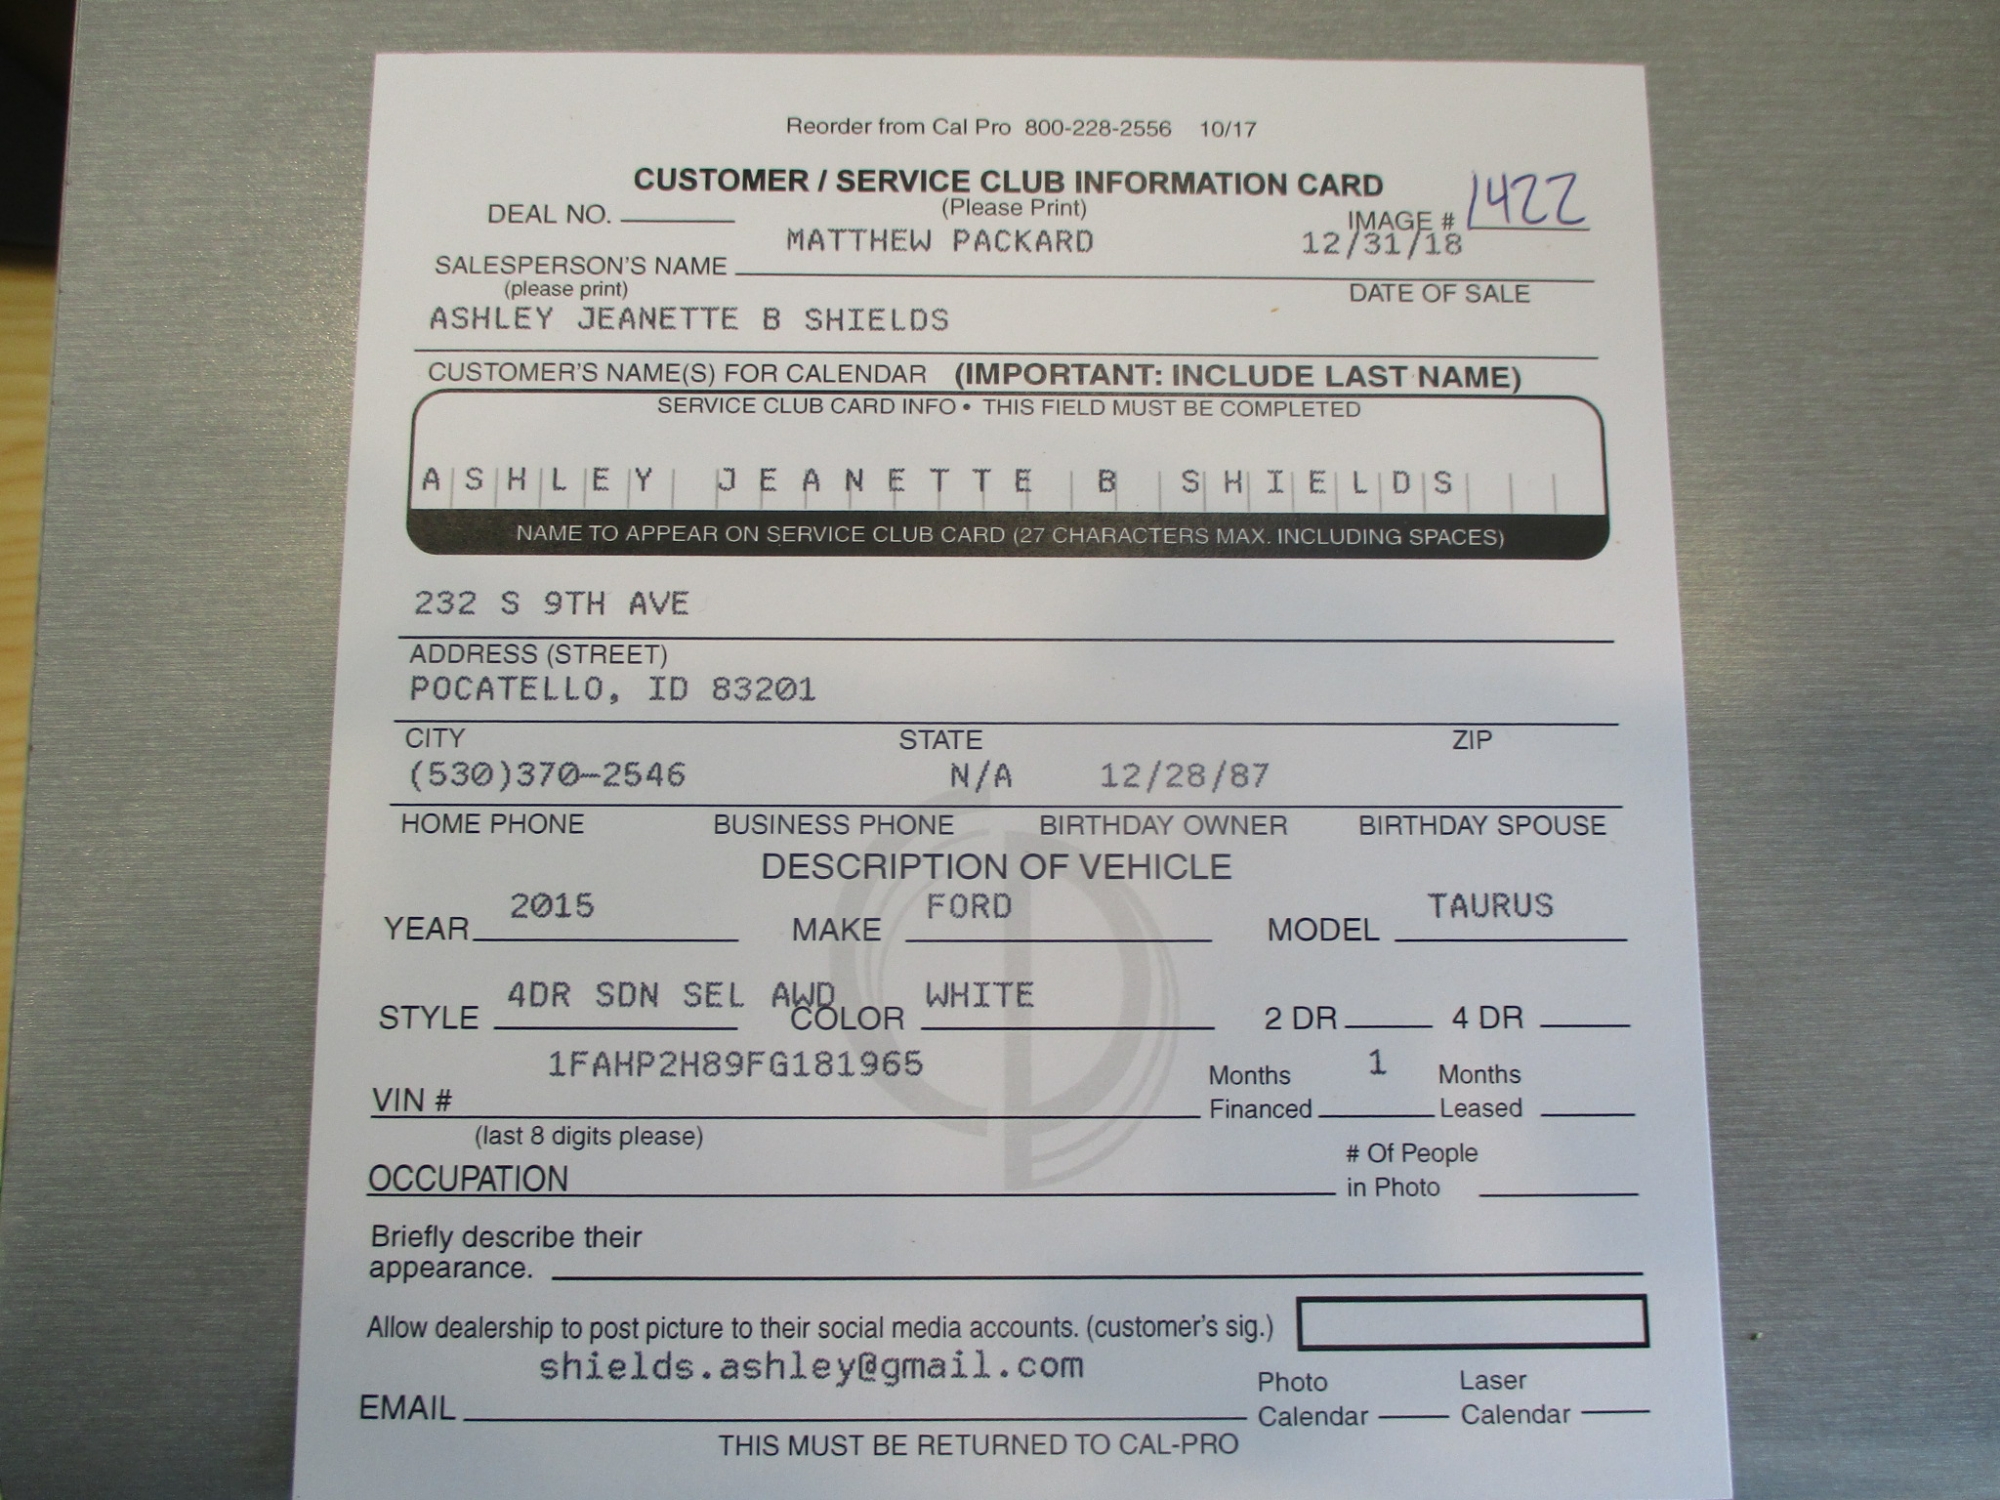 Reorder from Cal Pro 800-228-2556 10/17
CUSTOMER / SERVICE CLUB INFORMATION CARD
(Please Print)
DEAL NO.
IMAGE # 1422
MATTHEW PACKARD 12/31/18
SALESPERSON'S NAME
(please print)
DATE OF SALE
ASHLEY JEANETTE B SHIELDS
CUSTOMER'S NAME(S) FOR CALENDAR (IMPORTANT: INCLUDE LAST NAME)
SERVICE CLUB CARD INFO • THIS FIELD MUST BE COMPLETED
ASHLEY JEANETTE B SHIELDS
NAME TO APPEAR ON SERVICE CLUB CARD (27 CHARACTERS MAX. INCLUDING SPACES)
232 S 9TH AVE
ADDRESS (STREET)
POCATELLO, ID 83201
CITY STATE ZIP
(530)370-2546 N/A 12/28/87
HOME PHONE BUSINESS PHONE BIRTHDAY OWNER BIRTHDAY SPOUSE
DESCRIPTION OF VEHICLE
YEAR 2015 MAKE FORD MODEL TAURUS
STYLE 4DR SDN SEL AWD COLOR WHITE 2 DR 4 DR
VIN # 1FAHP2H89FG181965
Months Financed 1 Months Leased
(last 8 digits please)
OCCUPATION
# Of People
in Photo
Briefly describe their
appearance.
Allow dealership to post picture to their social media accounts. (customer's sig.)
EMAIL shields.ashley@gmail.com
Photo Calendar Laser Calendar
THIS MUST BE RETURNED TO CAL-PRO